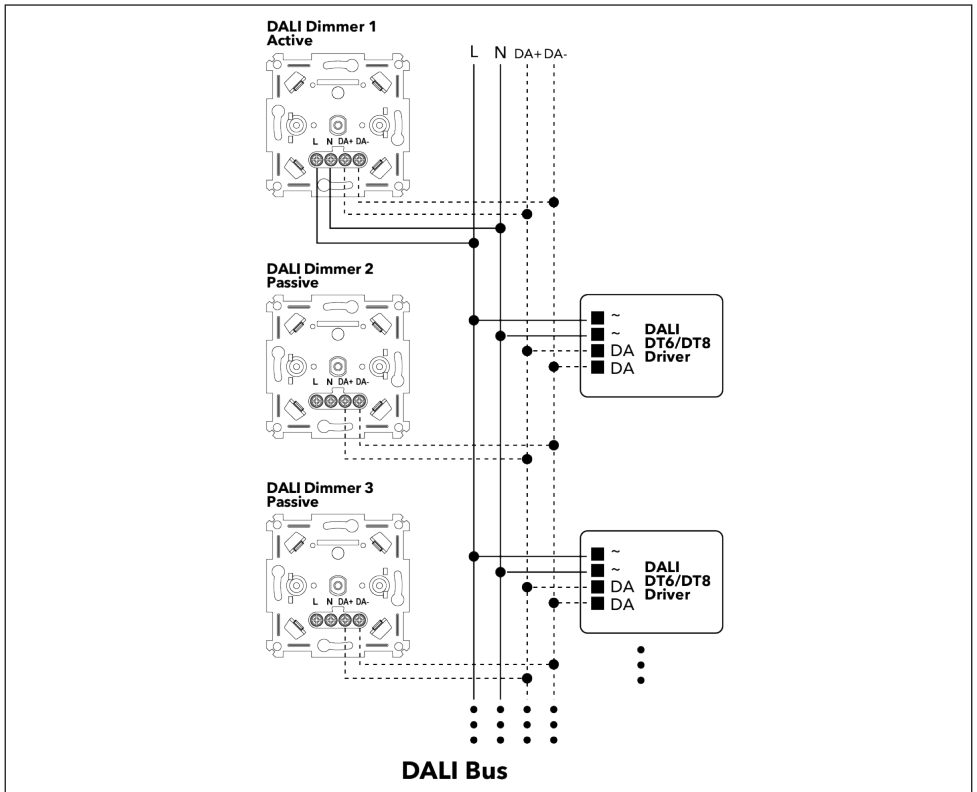 DALI Dimmer 1
Active
L N DA+ DA-
L N DA+ DA-
DALI Dimmer 2
Passive
L N DA+ DA-
~
~
DA
DA
DALI
DT6/DT8
Driver
DALI Dimmer 3
Passive
L N DA+ DA-
~
~
DA
DA
DALI
DT6/DT8
Driver
DALI Bus